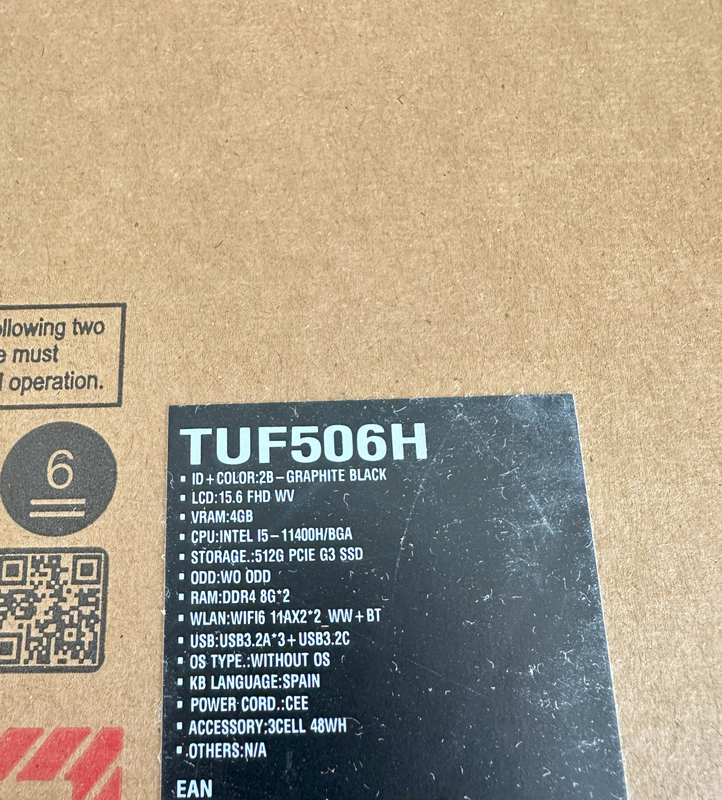 ollowing two
e must
operation.
6
TUF506H
▪ ID+COLOR:2B–GRAPHITE BLACK
▪ LCD:15.6 FHD WV
▪ VRAM:4GB
▪ CPU:INTEL I5–11400H/BGA
▪ STORAGE.:512G PCIE G3 SSD
▪ ODD:WO ODD
▪ RAM:DDR4 8G*2
▪ WLAN:WIFI6 11AX2*2_WW+BT
▪ USB:USB3.2A*3+USB3.2C
▪ OS TYPE.:WITHOUT OS
▪ KB LANGUAGE:SPAIN
▪ POWER CORD.:CEE
▪ ACCESSORY:3CELL 48WH
▪ OTHERS:N/A
EAN